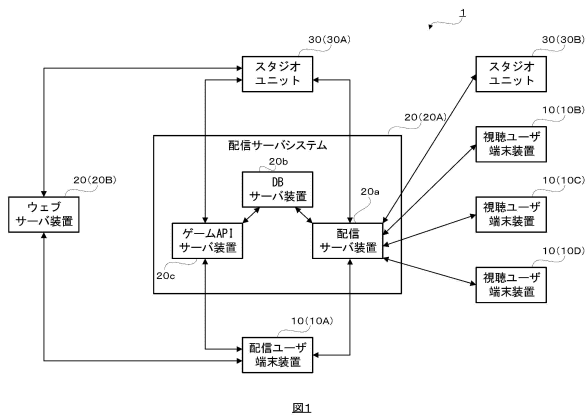 1
30(30A)
スタジオ
ユニット
30(30B)
スタジオ
ユニット
20(20A)
配信サーバシステム
10(10B)
視聴ユーザ
端末装置
20b
DB
サーバ装置
20a
20(20B)
ウェブ
サーバ装置
10(10C)
視聴ユーザ
端末装置
ゲームAPI
サーバ装置
20c
配信
サーバ装置
10(10D)
視聴ユーザ
端末装置
10(10A)
配信ユーザ
端末装置
図1